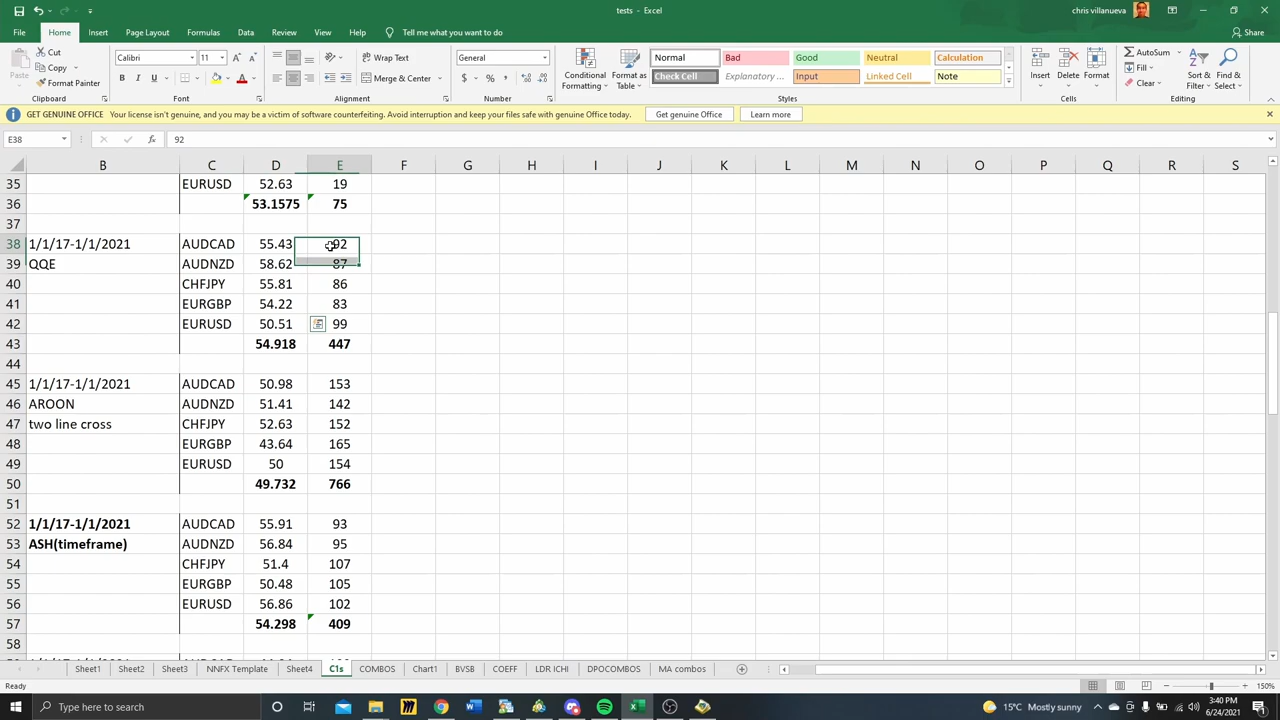 tests - Excel
chris villanueva
File Home Insert Page Layout Formulas Data Review View Help Tell me what you want to do Share
Paste Cut Copy Format Painter Clipboard
Calibri 11 B I U A A A Font
Wrap Text Merge & Center Alignment
General $ % , Number
Conditional Formatting Format as Table
Normal Bad Good Neutral Calculation
Check Cell Explanatory ... Input Linked Cell Note
Styles
Insert Delete Format Cells
AutoSum Fill Clear Sort & Filter Find & Select Editing
GET GENUINE OFFICE Your license isn't genuine, and you may be a victim of software counterfeiting. Avoid interruption and keep your files safe with genuine Office today. Get genuine Office Learn more
E38 fx 92
B C D E F G H I J K L M N O P Q R S
35 EURUSD 52.63 19
36 53.1575 75
37
38 1/1/17-1/1/2021 AUDCAD 55.43 92
39 QQE AUDNZD 58.62 87
40 CHFJPY 55.81 86
41 EURGBP 54.22 83
42 EURUSD 50.51 99
43 54.918 447
44
45 1/1/17-1/1/2021 AUDCAD 50.98 153
46 AROON AUDNZD 51.41 142
47 two line cross CHFJPY 52.63 152
48 EURGBP 43.64 165
49 EURUSD 50 154
50 49.732 766
51
52 1/1/17-1/1/2021 AUDCAD 55.91 93
53 ASH(timeframe) AUDNZD 56.84 95
54 CHFJPY 51.4 107
55 EURGBP 50.48 105
56 EURUSD 56.86 102
57 54.298 409
58
Sheet1 Sheet2 Sheet3 NNFX Template Sheet4 C1s COMBOS Chart1 BVSB COEFF LDR ICHI DPOCOMBOS MA combos
Ready 150%
Type here to search 15°C Mostly sunny 3:40 PM
6/24/2021